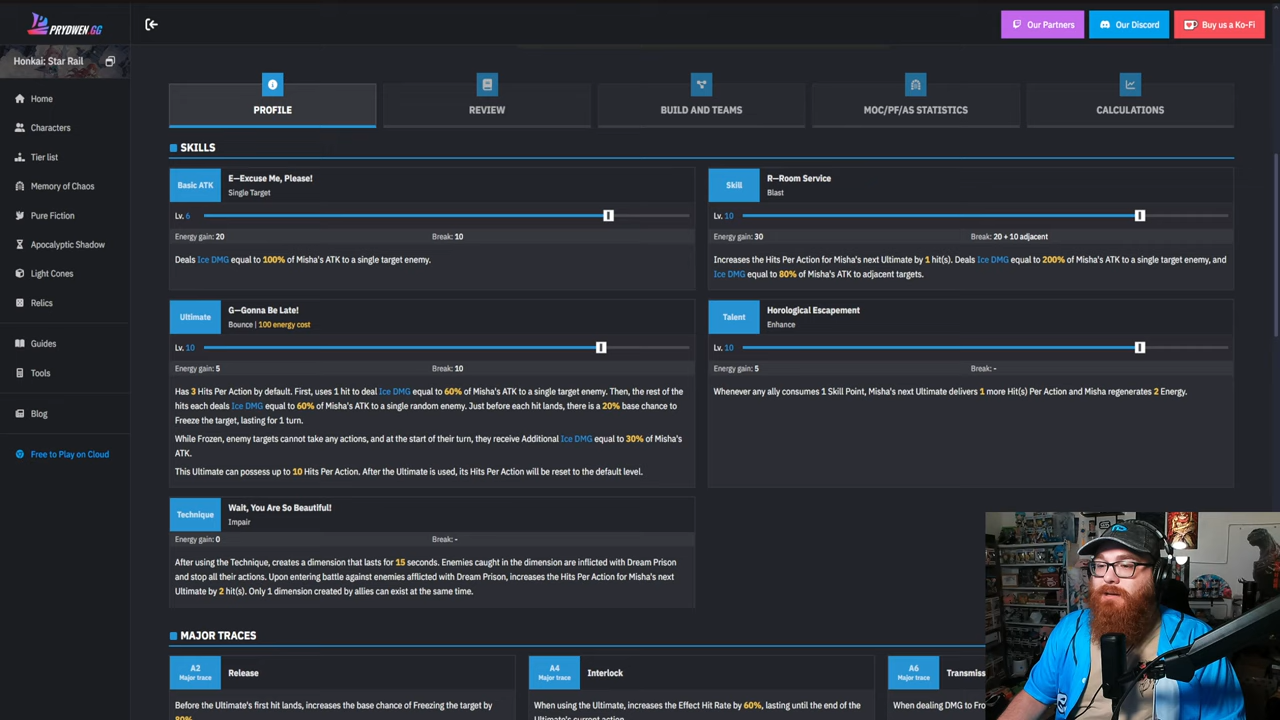 PRYDWEN.GG
Our Partners
Our Discord
Buy us a Ko-Fi
Honkai: Star Rail
Home
Characters
Tier list
Memory of Chaos
Pure Fiction
Apocalyptic Shadow
Light Cones
Relics
Guides
Tools
Blog
Free to Play on Cloud
PROFILE
REVIEW
BUILD AND TEAMS
MOC/PF/AS STATISTICS
CALCULATIONS
SKILLS
Basic ATK
E—Excuse Me, Please!
Single Target
Lv. 6
Energy gain: 20
Break: 10
Deals Ice DMG equal to 100% of Misha's ATK to a single target enemy.
Skill
R—Room Service
Blast
Lv. 10
Energy gain: 30
Break: 20 + 10 adjacent
Increases the Hits Per Action for Misha's next Ultimate by 1 hit(s). Deals Ice DMG equal to 200% of Misha's ATK to a single target enemy, and
Ice DMG equal to 80% of Misha's ATK to adjacent targets.
Ultimate
G—Gonna Be Late!
Bounce | 100 energy cost
Lv. 10
Energy gain: 5
Break: 10
Has 3 Hits Per Action by default. First, uses 1 hit to deal Ice DMG equal to 60% of Misha's ATK to a single target enemy. Then, the rest of the
hits each deals Ice DMG equal to 60% of Misha's ATK to a single random enemy. Just before each hit lands, there is a 20% base chance to
Freeze the target, lasting for 1 turn.
While Frozen, enemy targets cannot take any actions, and at the start of their turn, they receive Additional Ice DMG equal to 30% of Misha's
ATK.
This Ultimate can possess up to 10 Hits Per Action. After the Ultimate is used, its Hits Per Action will be reset to the default level.
Talent
Horological Escapement
Enhance
Lv. 10
Energy gain: 5
Break: -
Whenever any ally consumes 1 Skill Point, Misha's next Ultimate delivers 1 more Hit(s) Per Action and Misha regenerates 2 Energy.
Technique
Wait, You Are So Beautiful!
Impair
Energy gain: 0
Break: -
After using the Technique, creates a dimension that lasts for 15 seconds. Enemies caught in the dimension are inflicted with Dream Prison
and stop all their actions. Upon entering battle against enemies afflicted with Dream Prison, increases the Hits Per Action for Misha's next
Ultimate by 2 hit(s). Only 1 dimension created by allies can exist at the same time.
MAJOR TRACES
A2
Major trace
Release
Before the Ultimate's first hit lands, increases the base chance of Freezing the target by
80%.
A4
Major trace
Interlock
When using the Ultimate, increases the Effect Hit Rate by 60%, lasting until the end of the
Ultimate's current action.
A6
Major trace
When dealing DMG to